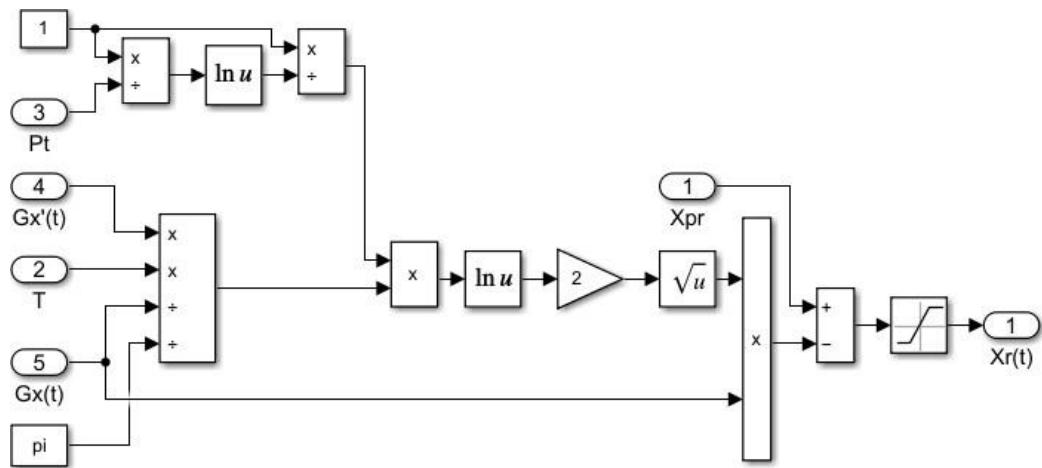 1
×
÷
ln u
×
÷
3
Pt
4
Gx'(t)
2
T
5
Gx(t)
pi
×
×
÷
÷
×
ln u
2
√u
1
Xpr
×
+
−
1
Xr(t)